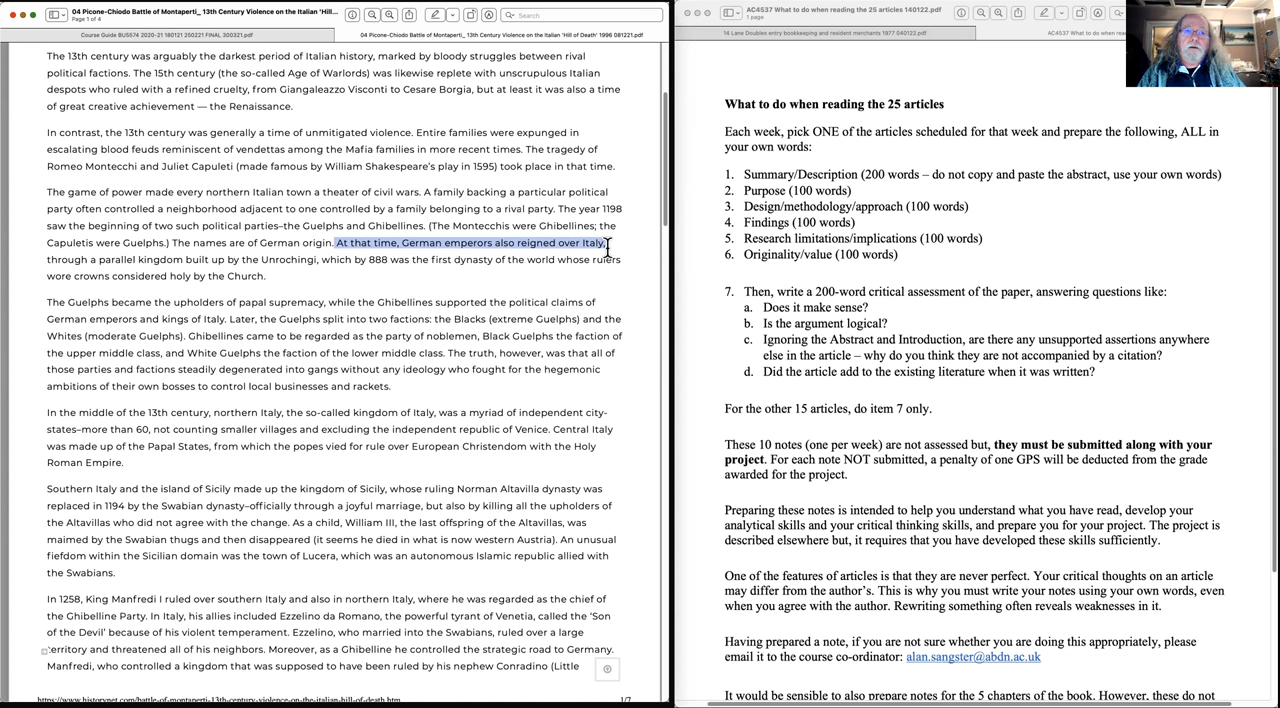 04 Picone-Chiodo Battle of Montaperti_ 13th Century Violence on the Italian 'Hill...
Page 1 of 4
Search
Course Guide BUS574 2020-21 180121 250221 FINAL 300321.pdf
04 Picone-Chiodo Battle of Montaperti_ 13th Century Violence on the Italian 'Hill of Death' 1996 081221.pdf
The 13th century was arguably the darkest period of Italian history, marked by bloody struggles between rival
political factions. The 15th century (the so-called Age of Warlords) was likewise replete with unscrupulous Italian
despots who ruled with a refined cruelty, from Giangaleazzo Visconti to Cesare Borgia, but at least it was also a time
of great creative achievement — the Renaissance.
In contrast, the 13th century was generally a time of unmitigated violence. Entire families were expunged in
escalating blood feuds reminiscent of vendettas among the Mafia families in more recent times. The tragedy of
Romeo Montecchi and Juliet Capuleti (made famous by William Shakespeare's play in 1595) took place in that time.
The game of power made every northern Italian town a theater of civil wars. A family backing a particular political
party often controlled a neighborhood adjacent to one controlled by a family belonging to a rival party. The year 1198
saw the beginning of two such political parties–the Guelphs and Ghibellines. (The Montecchis were Ghibellines; the
Capuletis were Guelphs.) The names are of German origin. At that time, German emperors also reigned over Italy,
through a parallel kingdom built up by the Unrochingi, which by 888 was the first dynasty of the world whose rulers
wore crowns considered holy by the Church.
The Guelphs became the upholders of papal supremacy, while the Ghibellines supported the political claims of
German emperors and kings of Italy. Later, the Guelphs split into two factions: the Blacks (extreme Guelphs) and the
Whites (moderate Guelphs). Ghibellines came to be regarded as the party of noblemen, Black Guelphs the faction of
the upper middle class, and White Guelphs the faction of the lower middle class. The truth, however, was that all of
those parties and factions steadily degenerated into gangs without any ideology who fought for the hegemonic
ambitions of their own bosses to control local businesses and rackets.
In the middle of the 13th century, northern Italy, the so-called kingdom of Italy, was a myriad of independent city-
states–more than 60, not counting smaller villages and excluding the independent republic of Venice. Central Italy
was made up of the Papal States, from which the popes vied for rule over European Christendom with the Holy
Roman Empire.
Southern Italy and the island of Sicily made up the kingdom of Sicily, whose ruling Norman Altavilla dynasty was
replaced in 1194 by the Swabian dynasty–officially through a joyful marriage, but also by killing all the upholders of
the Altavillas who did not agree with the change. As a child, William III, the last offspring of the Altavillas, was
maimed by the Swabian thugs and then disappeared (it seems he died in what is now western Austria). An unusual
fiefdom within the Sicilian domain was the town of Lucera, which was an autonomous Islamic republic allied with
the Swabians.
In 1258, King Manfredi I ruled over southern Italy and also in northern Italy, where he was regarded as the chief of
the Ghibelline Party. In Italy, his allies included Ezzelino da Romano, the powerful tyrant of Venetia, called the 'Son
of the Devil' because of his violent temperament. Ezzelino, who married into the Swabians, ruled over a large
territory and threatened all of his neighbors. Moreover, as a Ghibelline he controlled the strategic road to Germany.
Manfredi, who controlled a kingdom that was supposed to have been ruled by his nephew Conradino (Little
https://www.historynet.com/battle-of-montaperti-13th-century-violence-on-the-italian-hill-of-death.htm
1/7
AC4537 What to do when reading the 25 articles 140122.pdf
1 page
14 Lane Doubles entry bookkeeping and resident merchants 1977 040122.pdf
AC4537 What to do when rea
What to do when reading the 25 articles
Each week, pick ONE of the articles scheduled for that week and prepare the following, ALL in
your own words:
1. Summary/Description (200 words – do not copy and paste the abstract, use your own words)
2. Purpose (100 words)
3. Design/methodology/approach (100 words)
4. Findings (100 words)
5. Research limitations/implications (100 words)
6. Originality/value (100 words)
7. Then, write a 200-word critical assessment of the paper, answering questions like:
a. Does it make sense?
b. Is the argument logical?
c. Ignoring the Abstract and Introduction, are there any unsupported assertions anywhere
else in the article – why do you think they are not accompanied by a citation?
d. Did the article add to the existing literature when it was written?
For the other 15 articles, do item 7 only.
These 10 notes (one per week) are not assessed but, they must be submitted along with your
project. For each note NOT submitted, a penalty of one GPS will be deducted from the grade
awarded for the project.
Preparing these notes is intended to help you understand what you have read, develop your
analytical skills and your critical thinking skills, and prepare you for your project. The project is
described elsewhere but, it requires that you have developed these skills sufficiently.
One of the features of articles is that they are never perfect. Your critical thoughts on an article
may differ from the author's. This is why you must write your notes using your own words, even
when you agree with the author. Rewriting something often reveals weaknesses in it.
Having prepared a note, if you are not sure whether you are doing this appropriately, please
email it to the course co-ordinator: alan.sangster@abdn.ac.uk
It would be sensible to also prepare notes for the 5 chapters of the book. However, these do not